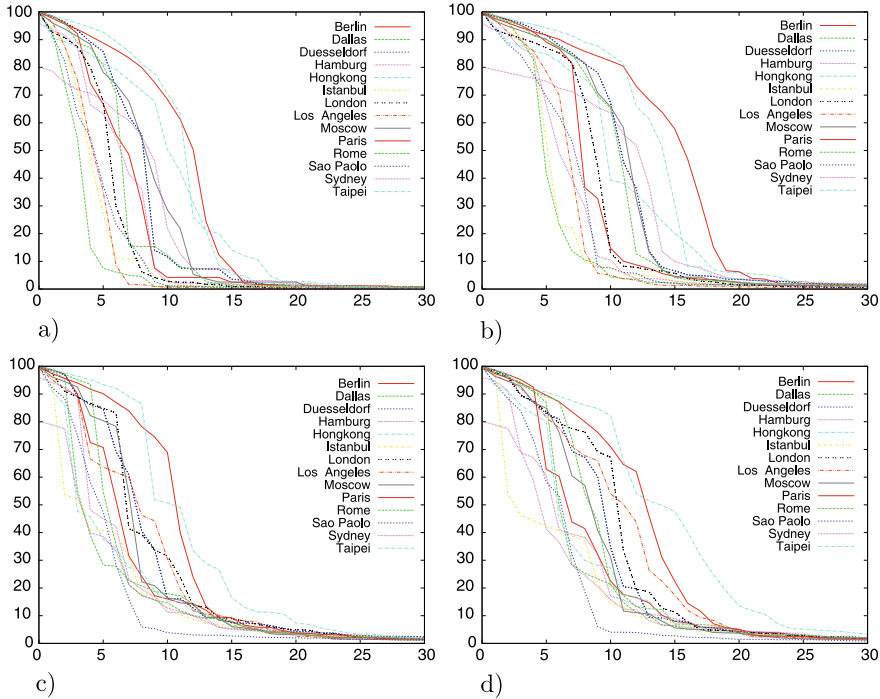 100
90
80
70
60
50
40
30
20
10
0
Berlin
Dallas
Duesseldorf
Hamburg
Hongkong
Istanbul
London
Los Angeles
Moscow
Paris
Rome
Sao Paolo
Sydney
Taipei
0 5 10 15 20 25 30
a)
100
90
80
70
60
50
40
30
20
10
0
Berlin
Dallas
Duesseldorf
Hamburg
Hongkong
Istanbul
London
Los Angeles
Moscow
Paris
Rome
Sao Paolo
Sydney
Taipei
0 5 10 15 20 25 30
b)
100
90
80
70
60
50
40
30
20
10
0
Berlin
Dallas
Duesseldorf
Hamburg
Hongkong
Istanbul
London
Los Angeles
Moscow
Paris
Rome
Sao Paolo
Sydney
Taipei
0 5 10 15 20 25 30
c)
100
90
80
70
60
50
40
30
20
10
0
Berlin
Dallas
Duesseldorf
Hamburg
Hongkong
Istanbul
London
Los Angeles
Moscow
Paris
Rome
Sao Paolo
Sydney
Taipei
0 5 10 15 20 25 30
d)